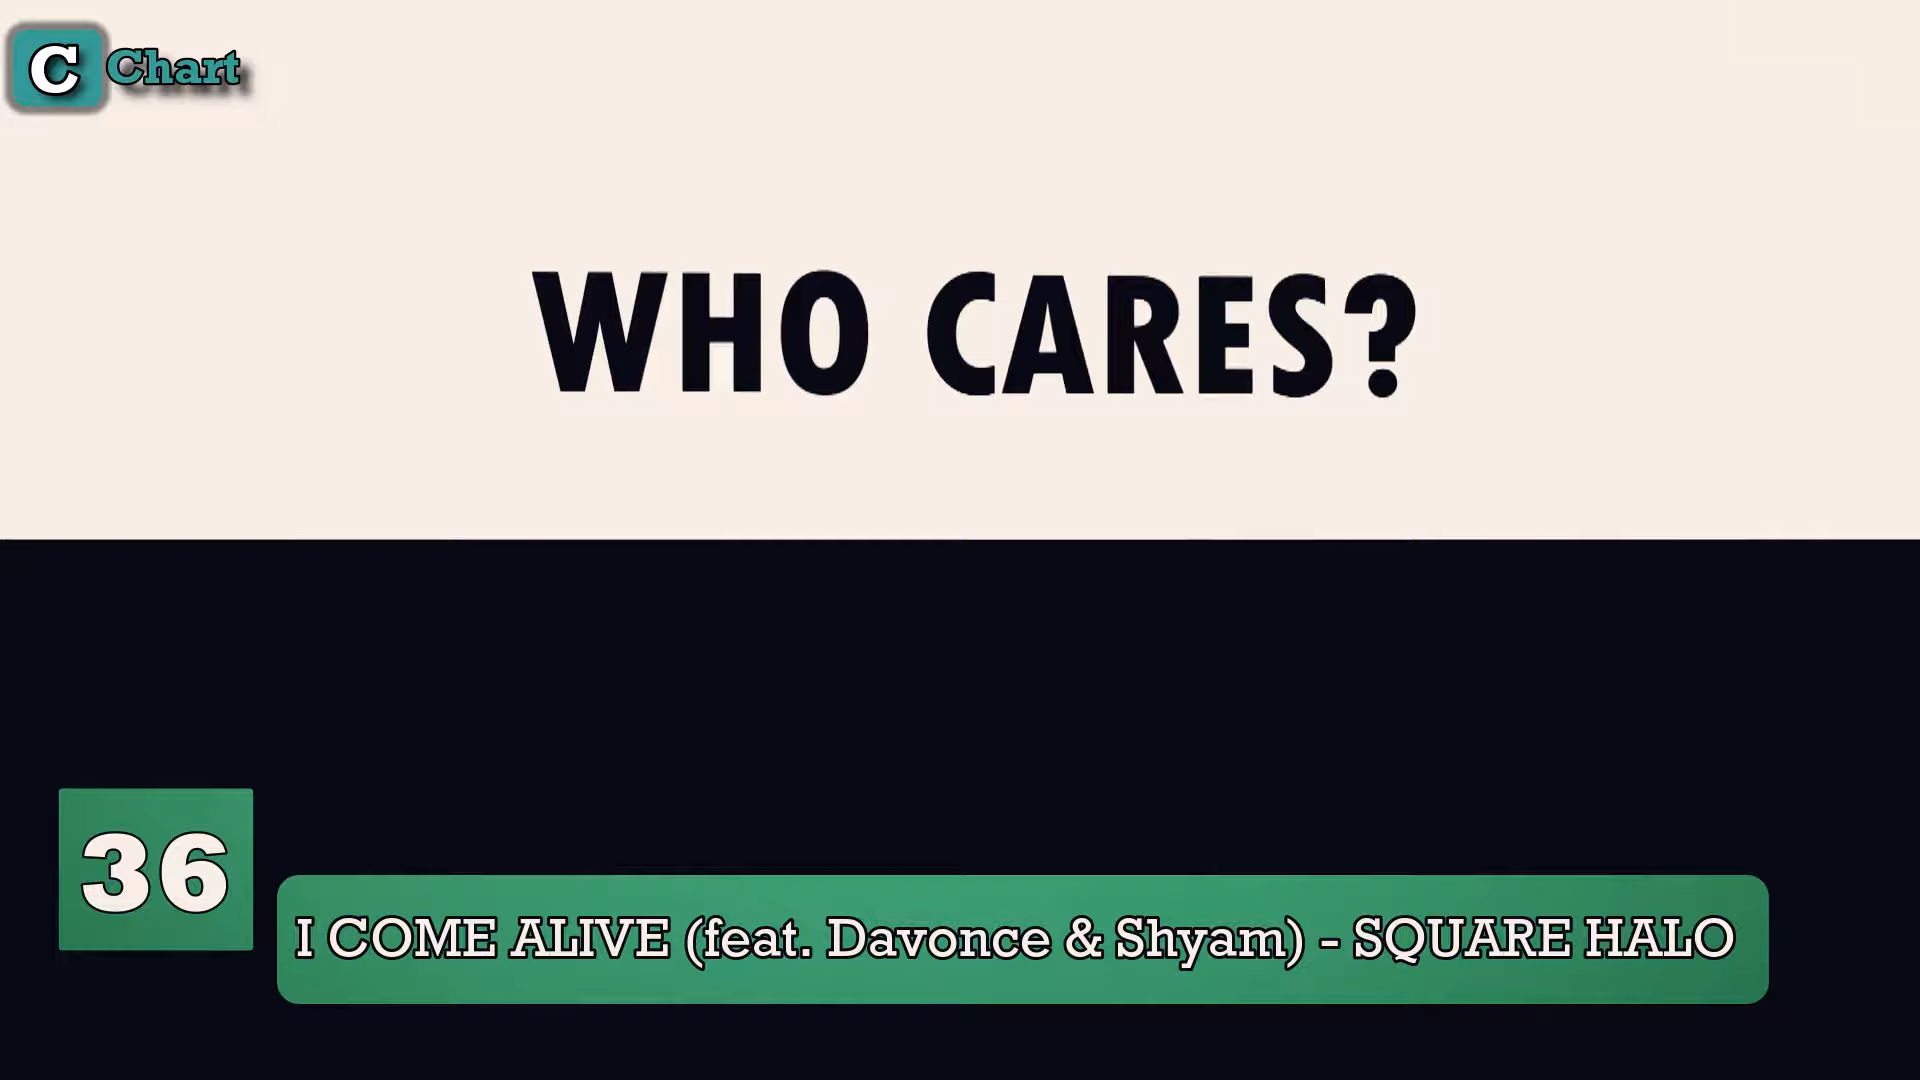 C Chart
WHO CARES?
36
I COME ALIVE (feat. Davonce & Shyam) - SQUARE HALO